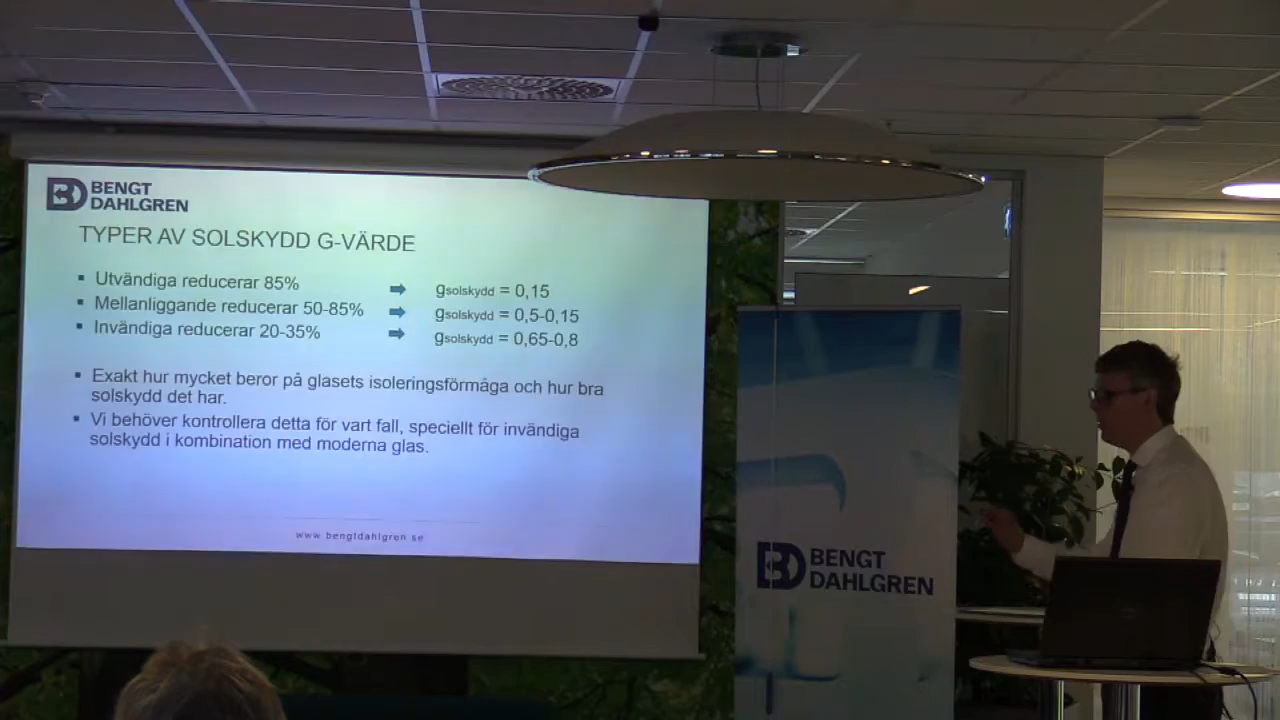 BENGT
DAHLGREN
TYPER AV SOLSKYDD G-VÄRDE
▪ Utvändiga reducerar 85% ➡ gsolskydd = 0,15
▪ Mellanliggande reducerar 50-85% ➡ gsolskydd = 0,5-0,15
▪ Invändiga reducerar 20-35% ➡ gsolskydd = 0,65-0,8
▪ Exakt hur mycket beror på glasets isoleringsförmåga och hur bra
solskydd det har.
▪ Vi behöver kontrollera detta för vart fall, speciellt för invändiga
solskydd i kombination med moderna glas.
www.bengtdahlgren.se
BENGT
DAHLGREN